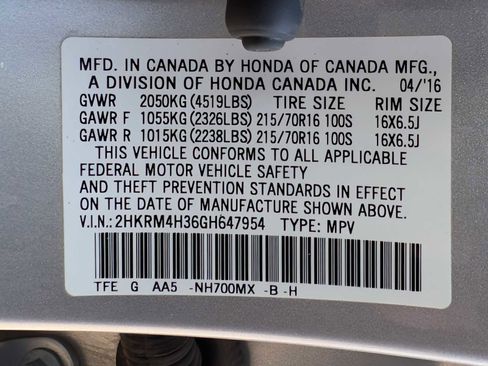 MFD. IN CANADA BY HONDA OF CANADA MFG.,
A DIVISION OF HONDA CANADA INC. 04/'16
GVWR 2050KG (4519LBS) TIRE SIZE RIM SIZE
GAWR F 1055KG (2326LBS) 215/70R16 100S 16X6.5J
GAWR R 1015KG (2238LBS) 215/70R16 100S 16X6.5J
THIS VEHICLE CONFORMS TO ALL APPLICABLE
FEDERAL MOTOR VEHICLE SAFETY
AND THEFT PREVENTION STANDARDS IN EFFECT
ON THE DATE OF MANUFACTURE SHOWN ABOVE.
V.I.N.: 2HKRM4H36GH647954 TYPE: MPV
TFE G AA5 -NH700MX -B -H